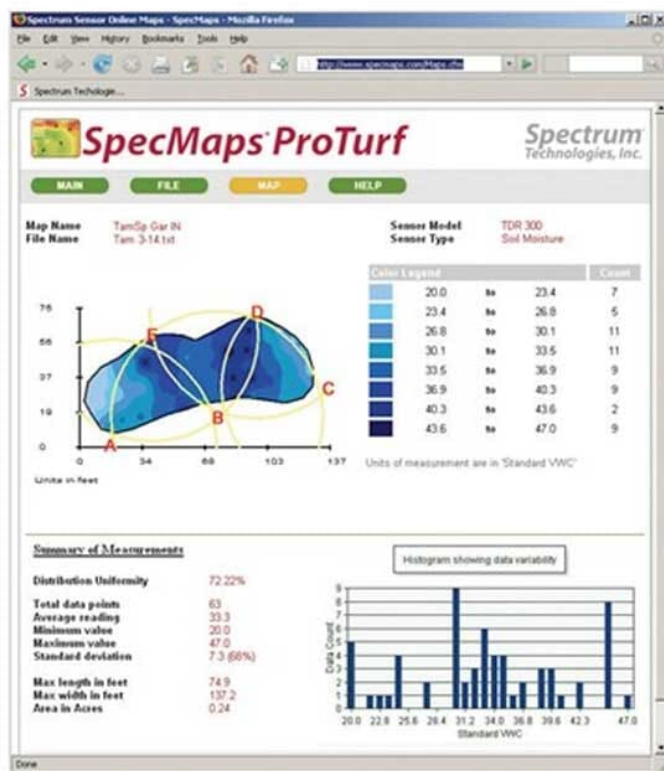 Spectrum Sensor Online Maps - SpecMaps - Mozilla Firefox
File Edit View History Bookmarks Tools Help
http://www.specmaps.com/Maps.cfm
Spectrum Technologie...
SpecMaps ProTurf
Spectrum Technologies, Inc.
MAIN FILE MAP HELP
Map Name TamSp Gar IN
File Name Tam 3-14.txt
Sensor Model TDR 300
Sensor Type Soil Moisture
Color Legend Count
20.0 to 23.4 7
23.4 to 26.8 5
26.8 to 30.1 11
30.1 to 33.5 11
33.5 to 36.9 9
36.9 to 40.3 9
40.3 to 43.6 2
43.6 to 47.0 9
Units of measurement are in 'Standard VWC'
76
56
37
19
0
0 34 68 103 137
A B C D E
Units in feet
Summary of Measurements
Distribution Uniformity 72.22%
Total data points 63
Average reading 33.3
Minimum value 20.0
Maximum value 47.0
Standard deviation 7.3 (68%)
Max length in feet 74.9
Max width in feet 137.2
Area in Acres 0.24
Histogram showing data variability
Data Count
9
8
7
6
5
4
3
2
1
0
20.0 22.8 25.6 28.4 31.2 34.0 36.8 39.6 42.3 47.0
Standard VWC
Done